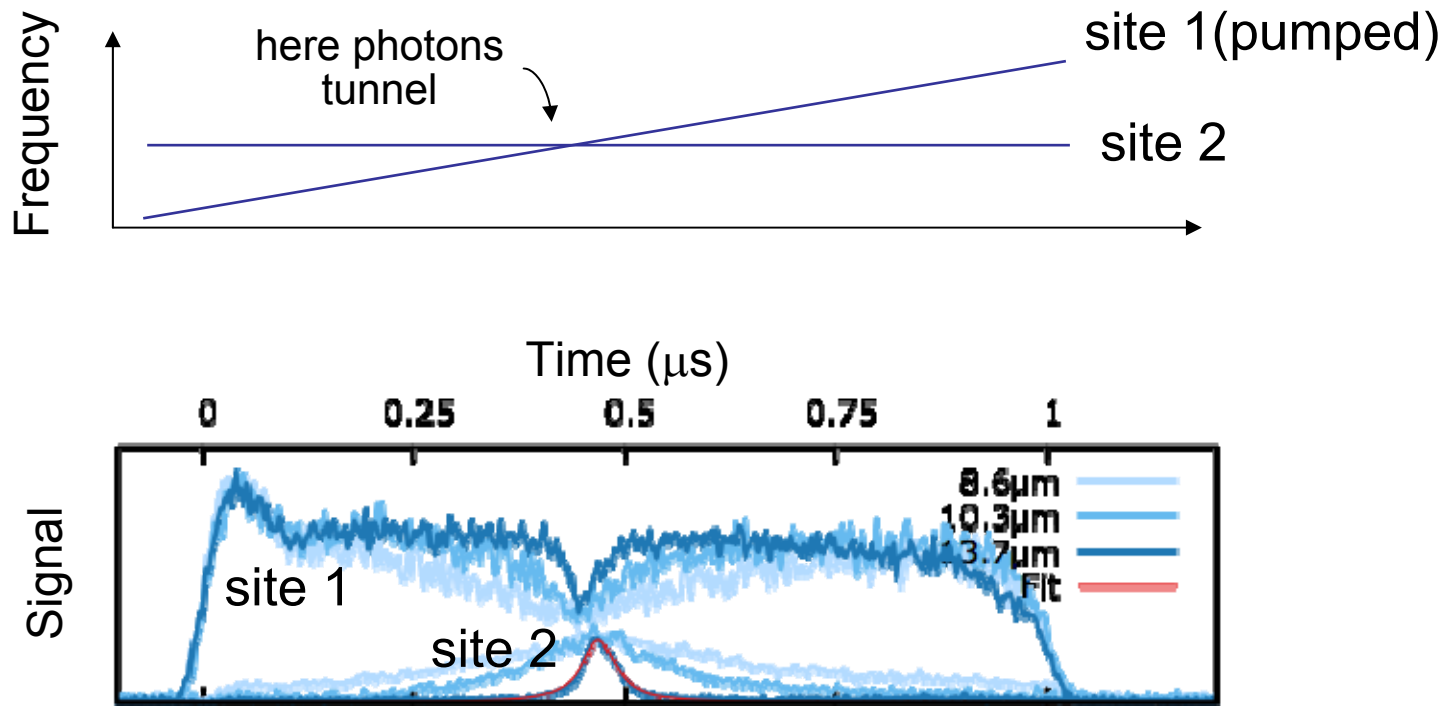 Frequency
here photons
tunnel
site 1(pumped)
site 2
Time (μs)
0 0.25 0.5 0.75 1
Signal
site 1
site 2
8.6μm
10.3μm
13.7μm
Fit